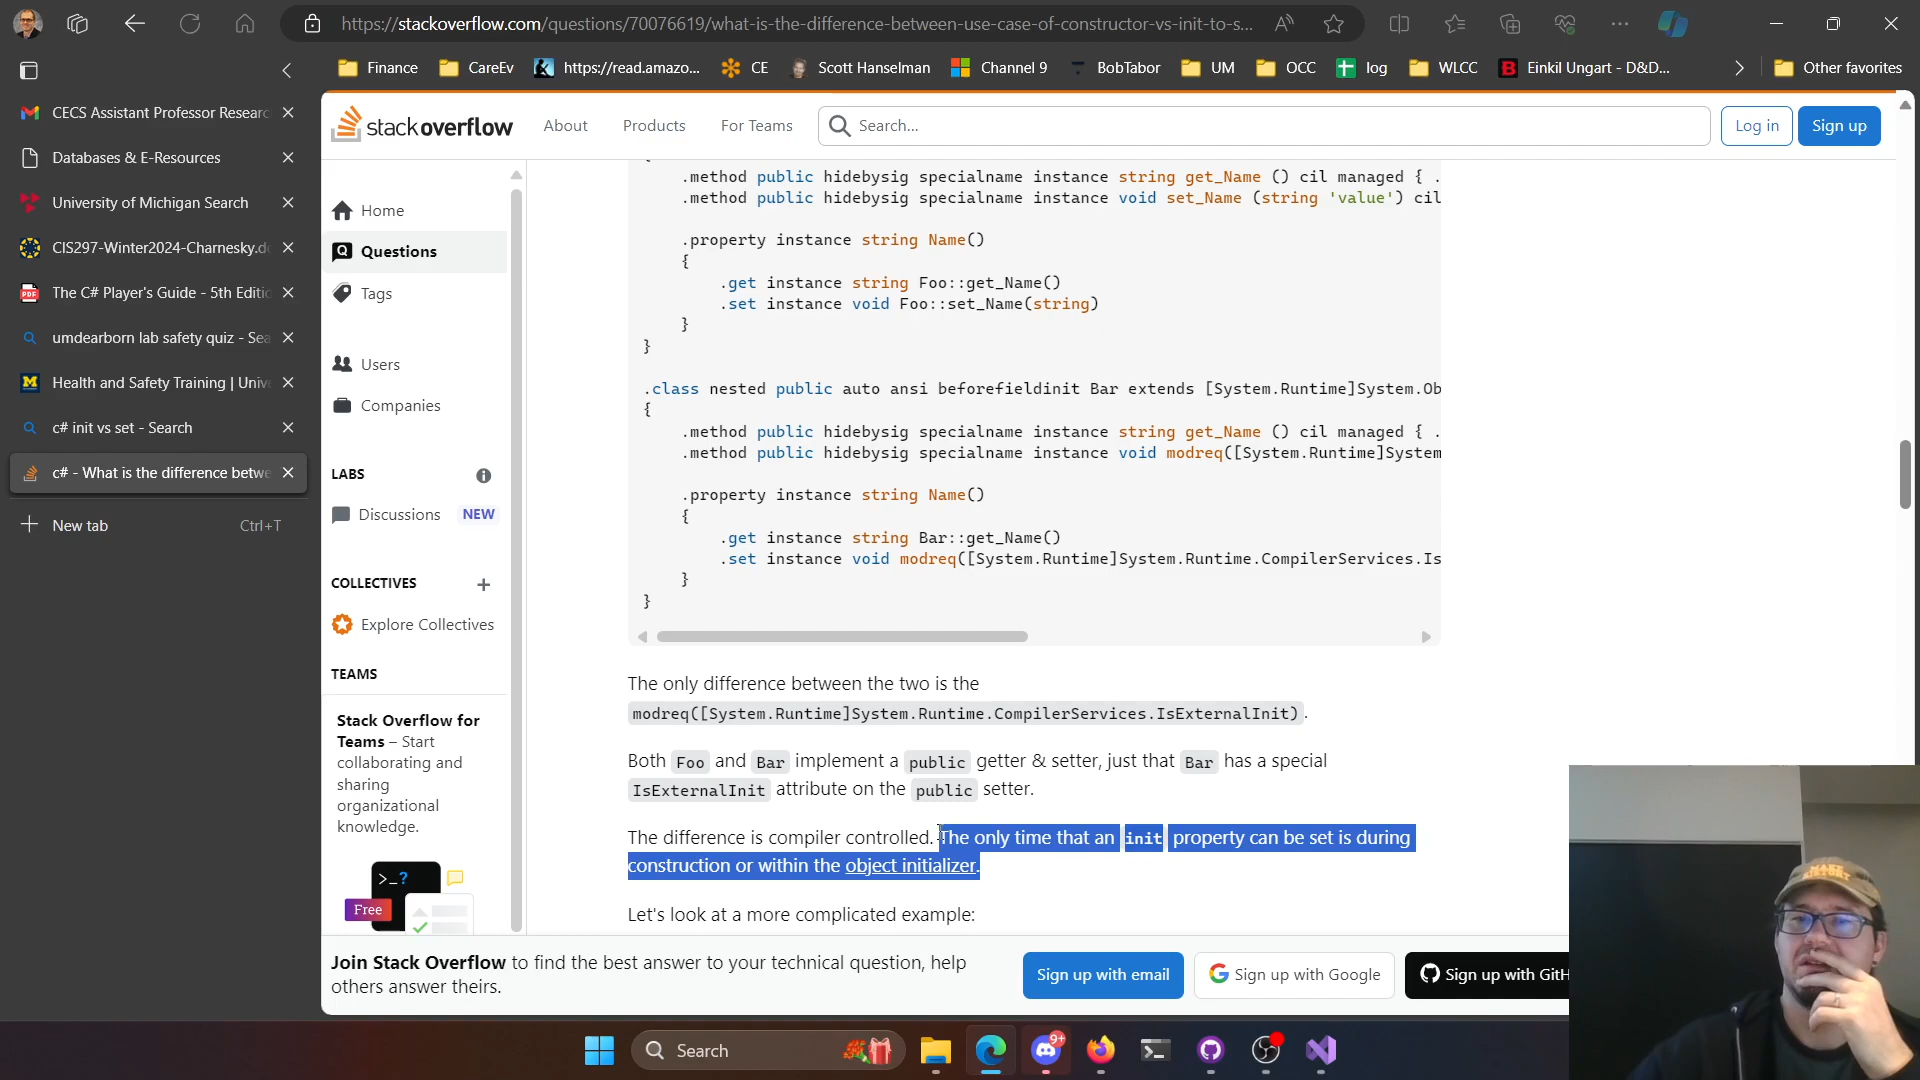 https://stackoverflow.com/questions/70076619/what-is-the-difference-between-use-case-of-constructor-vs-init-to-s...
Finance
CareEv
https://read.amazo...
CE
Scott Hanselman
Channel 9
BobTabor
UM
OCC
log
WLCC
Einkil Ungart - D&D...
Other favorites
CECS Assistant Professor Researc
Databases & E-Resources
University of Michigan Search
CIS297-Winter2024-Charnesky.do
The C# Player's Guide - 5th Editio
umdearborn lab safety quiz - Sea
Health and Safety Training | Unive
c# init vs set - Search
c# - What is the difference betwe
New tab Ctrl+T
stackoverflow
About
Products
For Teams
Search...
Log in
Sign up
Home
Questions
Tags
Users
Companies
LABS
Discussions NEW
COLLECTIVES
Explore Collectives
TEAMS
Stack Overflow for
Teams – Start
collaborating and
sharing
organizational
knowledge.
>_?
Free
{
.method public hidebysig specialname instance string get_Name () cil managed { .
.method public hidebysig specialname instance void set_Name (string 'value') cil
.property instance string Name()
{
.get instance string Foo::get_Name()
.set instance void Foo::set_Name(string)
}
}
.class nested public auto ansi beforefieldinit Bar extends [System.Runtime]System.Ob
{
.method public hidebysig specialname instance string get_Name () cil managed { .
.method public hidebysig specialname instance void modreq([System.Runtime]System
.property instance string Name()
{
.get instance string Bar::get_Name()
.set instance void modreq([System.Runtime]System.Runtime.CompilerServices.Is
}
}
The only difference between the two is the
modreq([System.Runtime]System.Runtime.CompilerServices.IsExternalInit).
Both Foo and Bar implement a public getter & setter, just that Bar has a special
IsExternalInit attribute on the public setter.
The difference is compiler controlled. The only time that an init property can be set is during
construction or within the object initializer.
Let's look at a more complicated example:
Join Stack Overflow to find the best answer to your technical question, help
others answer theirs.
Sign up with email
Sign up with Google
Sign up with GitH
Search
9+